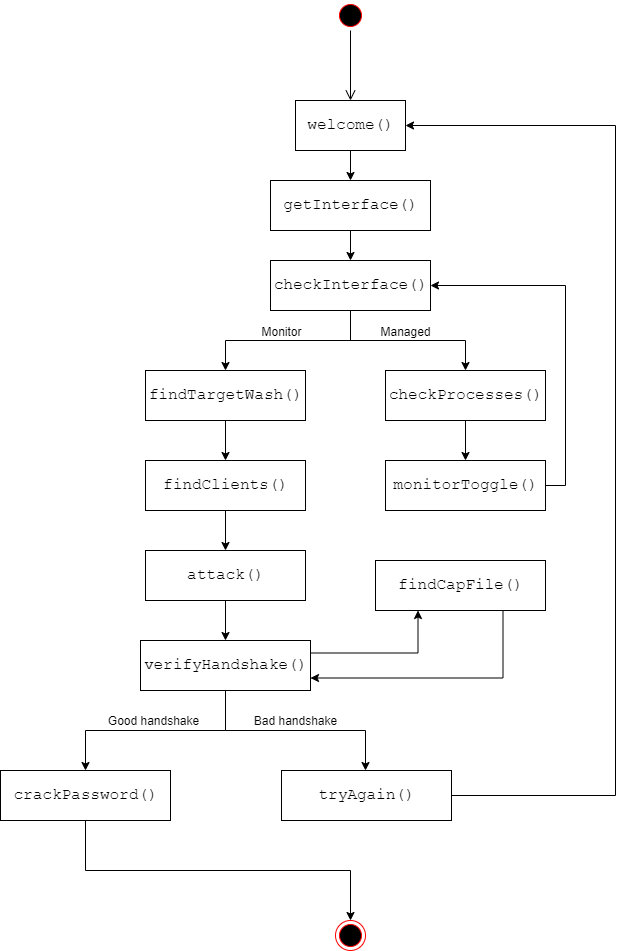 welcome()
getInterface()
checkInterface()
Monitor
Managed
findTargetWash()
checkProcesses()
findClients()
monitorToggle()
attack()
findCapFile()
verifyHandshake()
Good handshake
Bad handshake
crackPassword()
tryAgain()